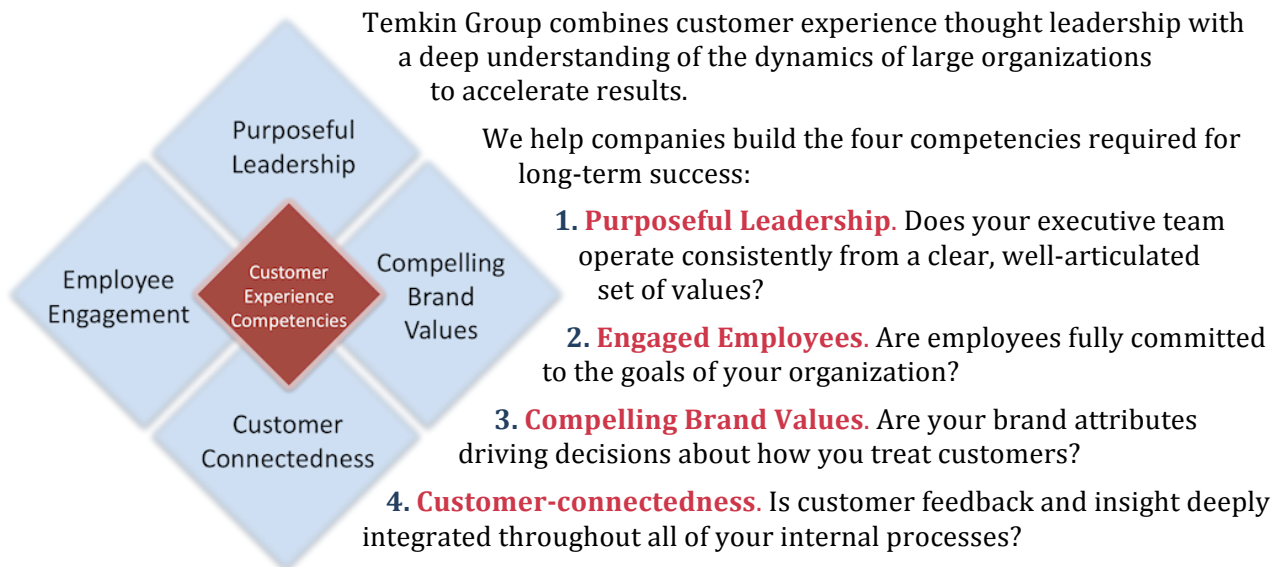 Temkin Group combines customer experience thought leadership with
a deep understanding of the dynamics of large organizations
to accelerate results.
We help companies build the four competencies required for
long-term success:
1. Purposeful Leadership. Does your executive team
operate consistently from a clear, well-articulated
set of values?
2. Engaged Employees. Are employees fully committed
to the goals of your organization?
3. Compelling Brand Values. Are your brand attributes
driving decisions about how you treat customers?
4. Customer-connectedness. Is customer feedback and insight deeply
integrated throughout all of your internal processes?
Purposeful
Leadership
Employee
Engagement
Customer
Experience
Competencies
Compelling
Brand
Values
Customer
Connectedness